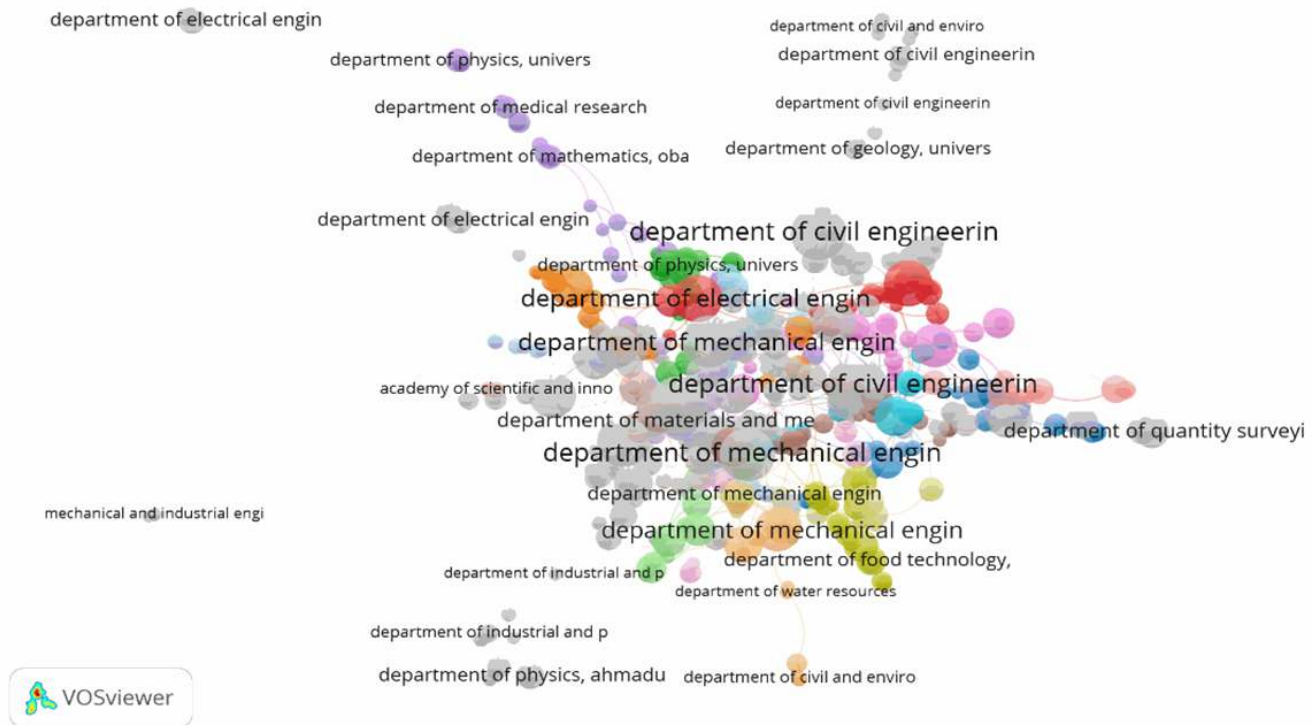 department of electrical engin
department of civil and enviro
department of civil engineerin
department of physics, univers
department of civil engineerin
department of medical research
department of geology, univers
department of mathematics, oba
department of electrical engin
department of civil engineerin
department of physics, univers
department of electrical engin
department of mechanical engin
department of civil engineerin
academy of scientific and inno
department of materials and me
department of quantity surveyi
department of mechanical engin
department of mechanical engin
mechanical and industrial engi
department of mechanical engin
department of food technology,
department of industrial and p
department of water resources
department of industrial and p
department of physics, ahmadu
department of civil and enviro
VOSviewer